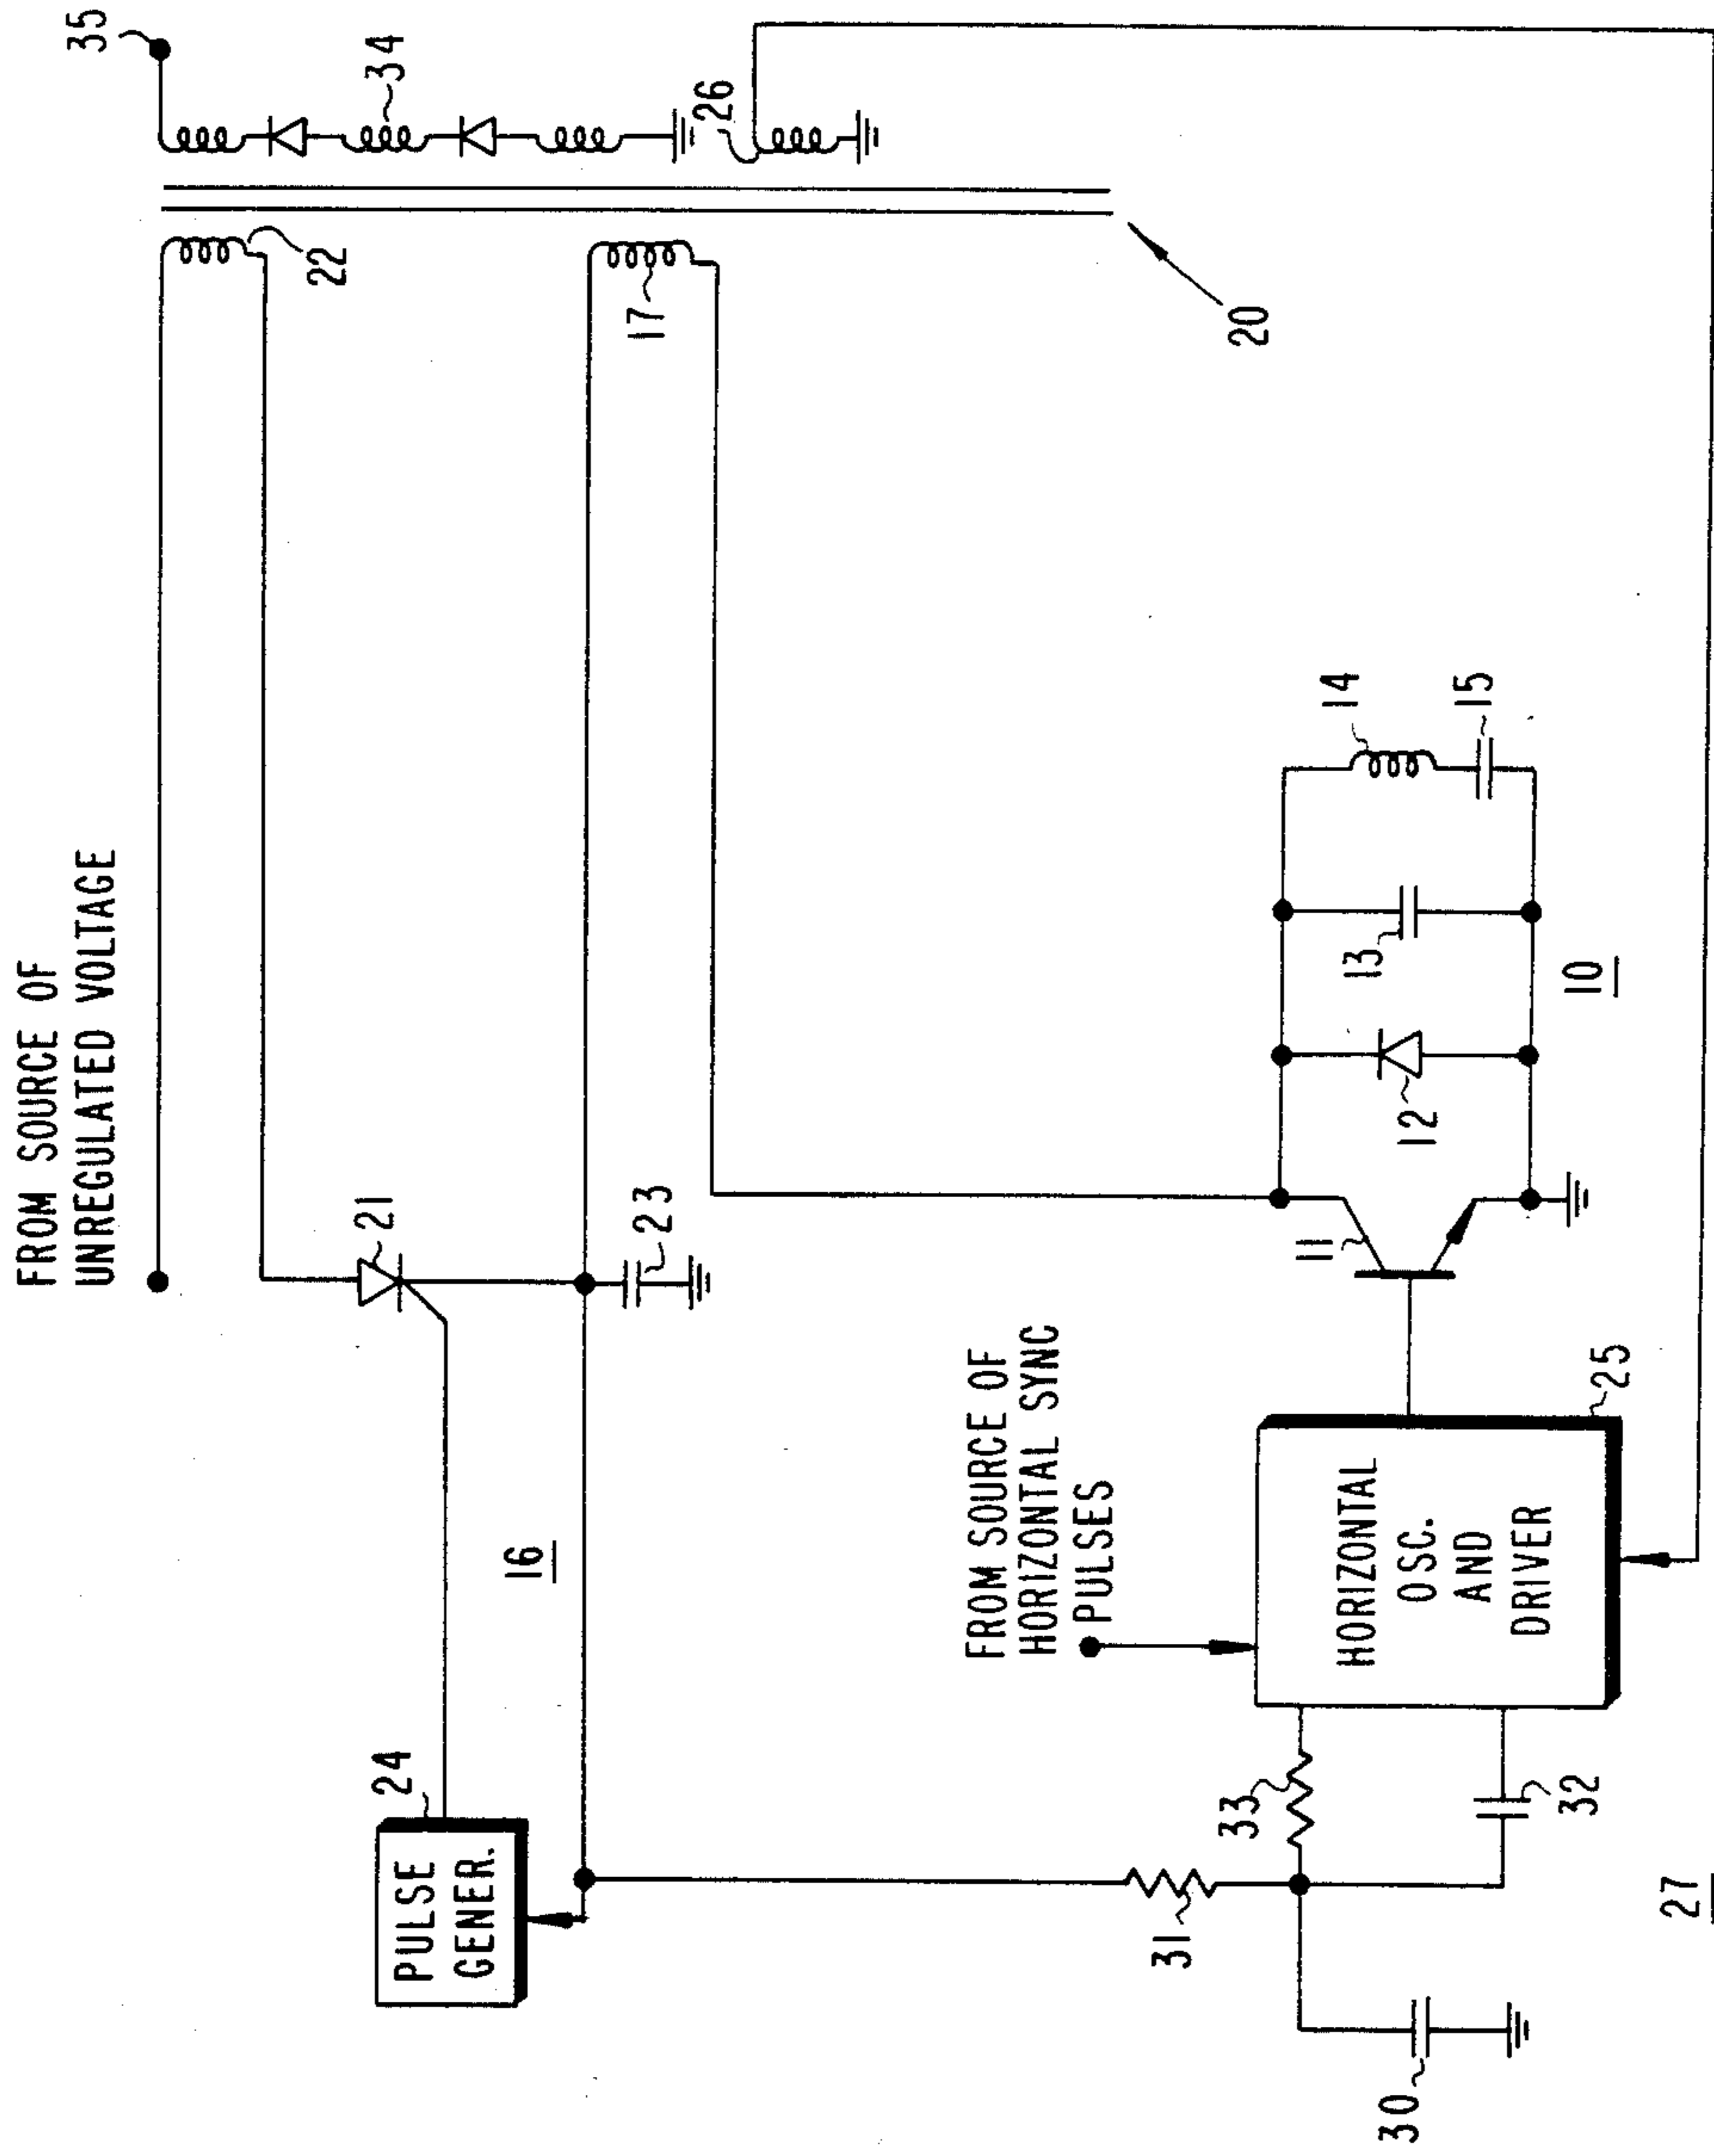 FROM SOURCE OF
UNREGULATED VOLTAGE
35
34
22
26
21
17
23
20
24
PULSE
GENER.
16
FROM SOURCE OF
HORIZONTAL SYNC
PULSES
14
15
13
12
11
10
25
HORIZONTAL
OSC.
AND
DRIVER
31
33
32
30
27